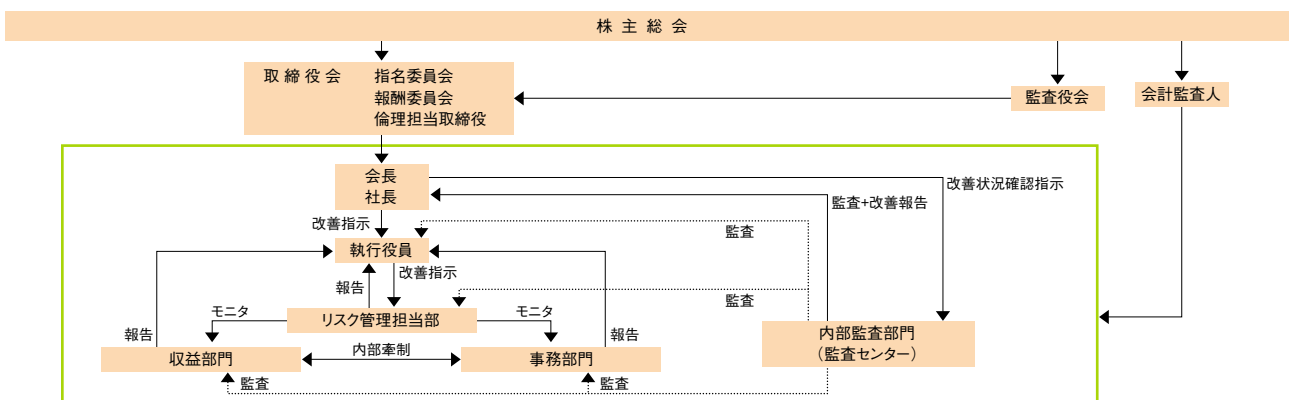 株主総会
取締役会 指名委員会
報酬委員会
倫理担当取締役
監査役会
会計監査人
会長
社長
改善状況確認指示
監査+改善報告
改善指示
監査
執行役員
改善指示
報告
監査
モニタ
リスク管理担当部
モニタ
報告
報告
内部監査部門
（監査センター）
収益部門
内部牽制
事務部門
監査
監査